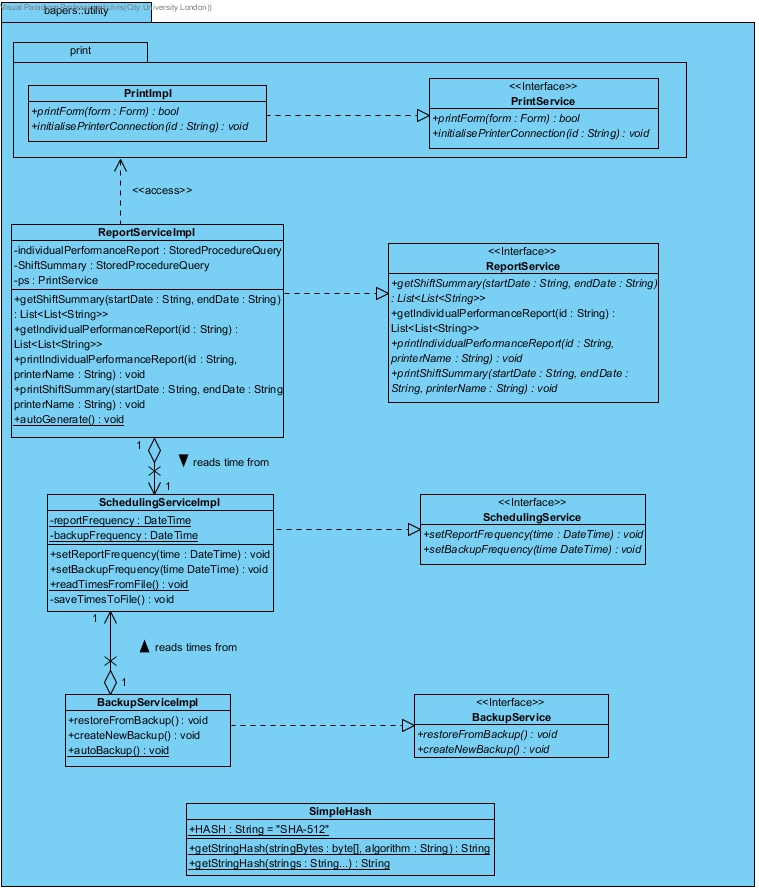 bapers::utility
print
PrintImpl
+printForm(form : Form) : bool
+initialisePrinterConnection(id : String) : void
<<Interface>>
PrintService
+printForm(form : Form) : bool
+initialisePrinterConnection(id : String) : void
<<access>>
ReportServiceImpl
-individualPerformanceReport : StoredProcedureQuery
-ShiftSummary : StoredProcedureQuery
-ps : PrintService
+getShiftSummary(startDate : String, endDate : String)
: List<List<String>>
+getIndividualPerformanceReport(id : String) :
List<List<String>>
+printIndividualPerformanceReport(id : String,
printerName : String) : void
+printShiftSummary(startDate : String, endDate : String
printerName : String) : void
+autoGenerate() : void
<<Interface>>
ReportService
+getShiftSummary(startDate : String, endDate : String)
: List<List<String>>
+getIndividualPerformanceReport(id : String) :
List<List<String>>
+printIndividualPerformanceReport(id : String,
printerName : String) : void
+printShiftSummary(startDate : String, endDate :
String, printerName : String) : void
1
reads time from
1
SchedulingServiceImpl
-reportFrequency : DateTime
-backupFrequency : DateTime
+setReportFrequency(time : DateTime) : void
+setBackupFrequency(time DateTime) : void
+readTimesFromFile() : void
-saveTimesToFile() : void
<<Interface>>
SchedulingService
+setReportFrequency(time : DateTime) : void
+setBackupFrequency(time DateTime) : void
1
reads times from
1
BackupServiceImpl
+restoreFromBackup() : void
+createNewBackup() : void
+autoBackup() : void
<<Interface>>
BackupService
+restoreFromBackup() : void
+createNewBackup() : void
SimpleHash
+HASH : String = "SHA-512"
+getStringHash(stringBytes : byte[], algorithm : String) : String
+getStringHash(strings : String...) : String